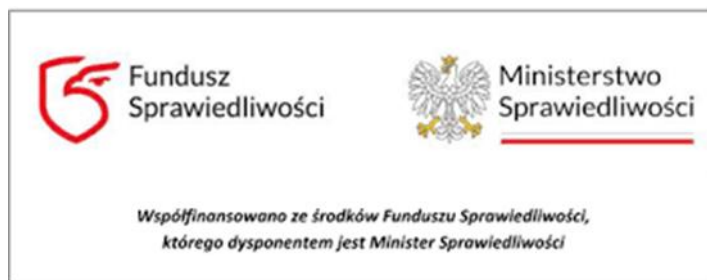 Fundusz
Sprawiedliwości
Ministerstwo
Sprawiedliwości
Współfinansowano ze środków Funduszu Sprawiedliwości,
którego dysponentem jest Minister Sprawiedliwości